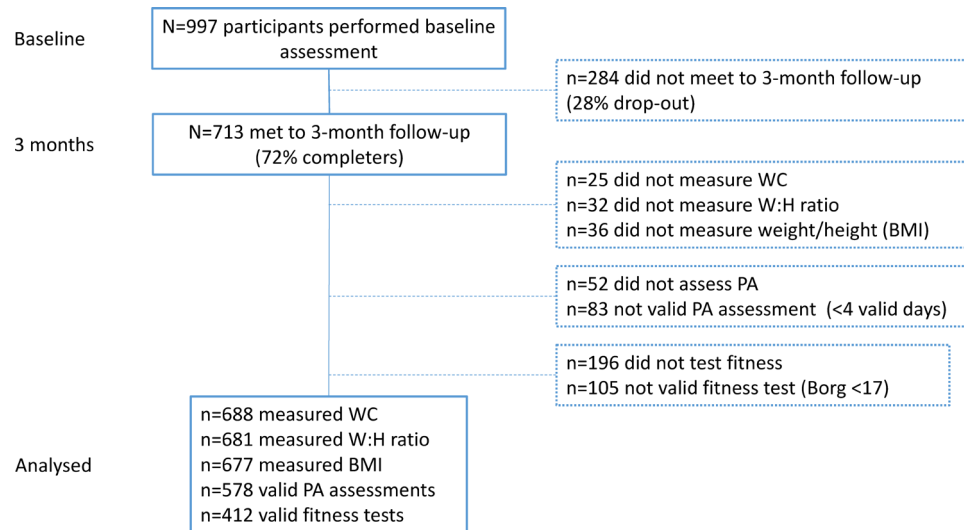 Baseline
N=997 participants performed baseline
assessment
n=284 did not meet to 3-month follow-up
(28% drop-out)
3 months
N=713 met to 3-month follow-up
(72% completers)
n=25 did not measure WC
n=32 did not measure W:H ratio
n=36 did not measure weight/height (BMI)
n=52 did not assess PA
n=83 not valid PA assessment (<4 valid days)
n=196 did not test fitness
n=105 not valid fitness test (Borg <17)
Analysed
n=688 measured WC
n=681 measured W:H ratio
n=677 measured BMI
n=578 valid PA assessments
n=412 valid fitness tests